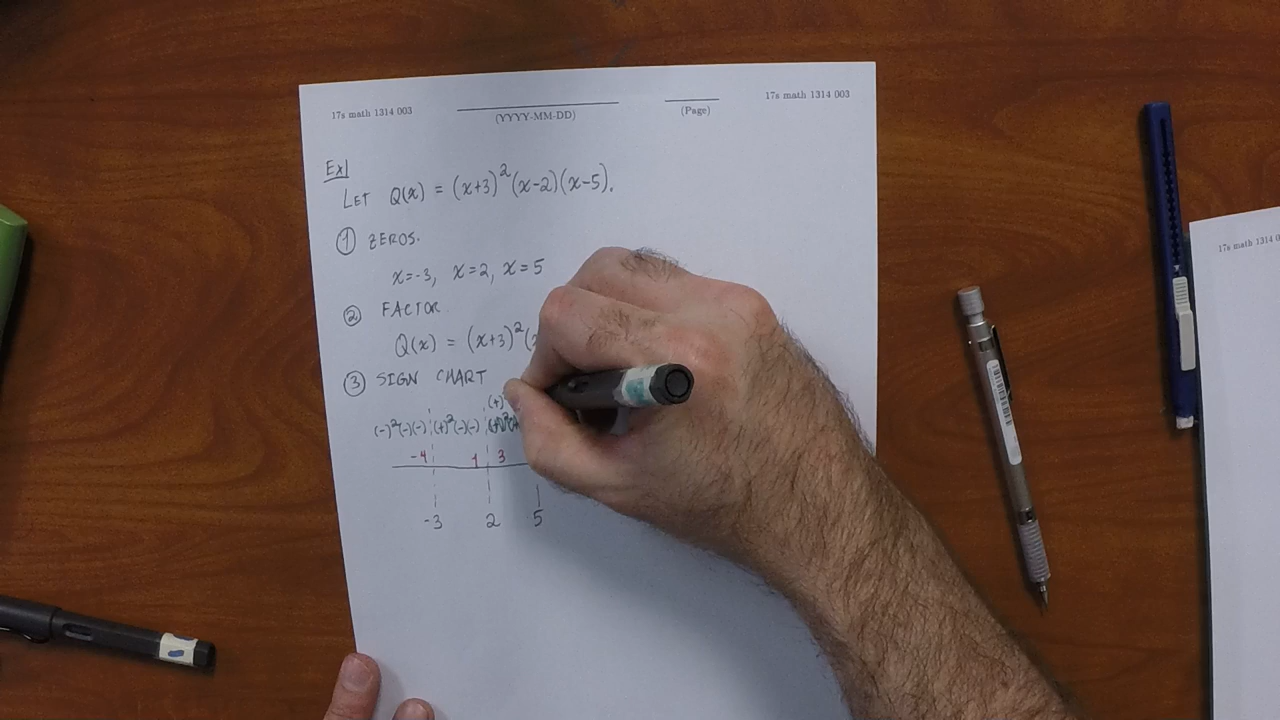 17s math 1314 003
(YYYY-MM-DD)
(Page)
17s math 1314 003
Ex1
LET Q(x) = (x+3)²(x-2)(x-5).
① ZEROS.
x=-3, x=2, x=5
② FACTOR.
Q(x) = (x+3)²
③ SIGN CHART
(+)
(-)²(-)(-) (+)²(-)(-)
-4 1 3
-3 2 5
17s math 1314 0